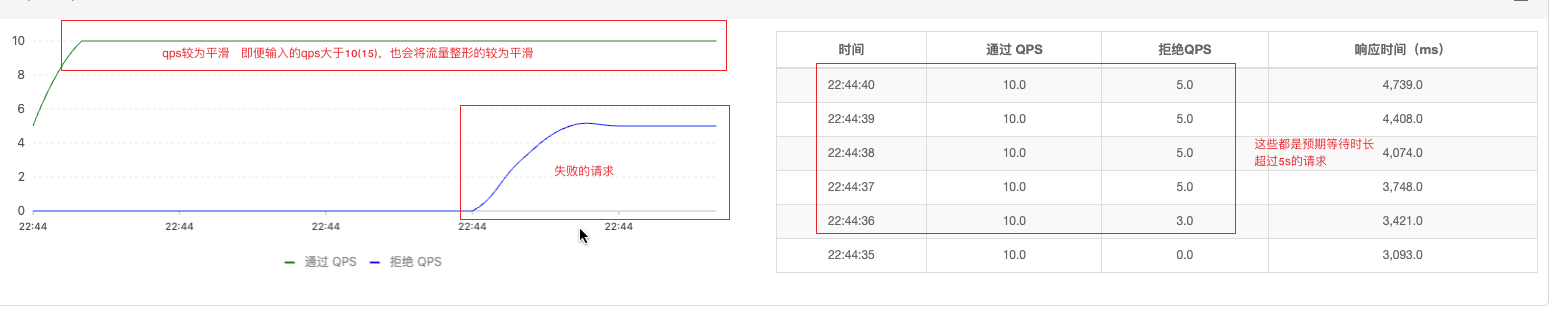 10
8
6
4
2
0
qps较为平滑 即便输入的qps大于10(15)，也会将流量整形的较为平滑
失败的请求
22:44 22:44 22:44 22:44 22:44
通过 QPS 拒绝 QPS
时间 通过 QPS 拒绝QPS 响应时间（ms）
22:44:40 10.0 5.0 4,739.0
22:44:39 10.0 5.0 4,408.0
22:44:38 10.0 5.0 4,074.0
22:44:37 10.0 5.0 3,748.0
22:44:36 10.0 3.0 3,421.0
22:44:35 10.0 0.0 3,093.0
这些都是预期等待时长
超过5s的请求